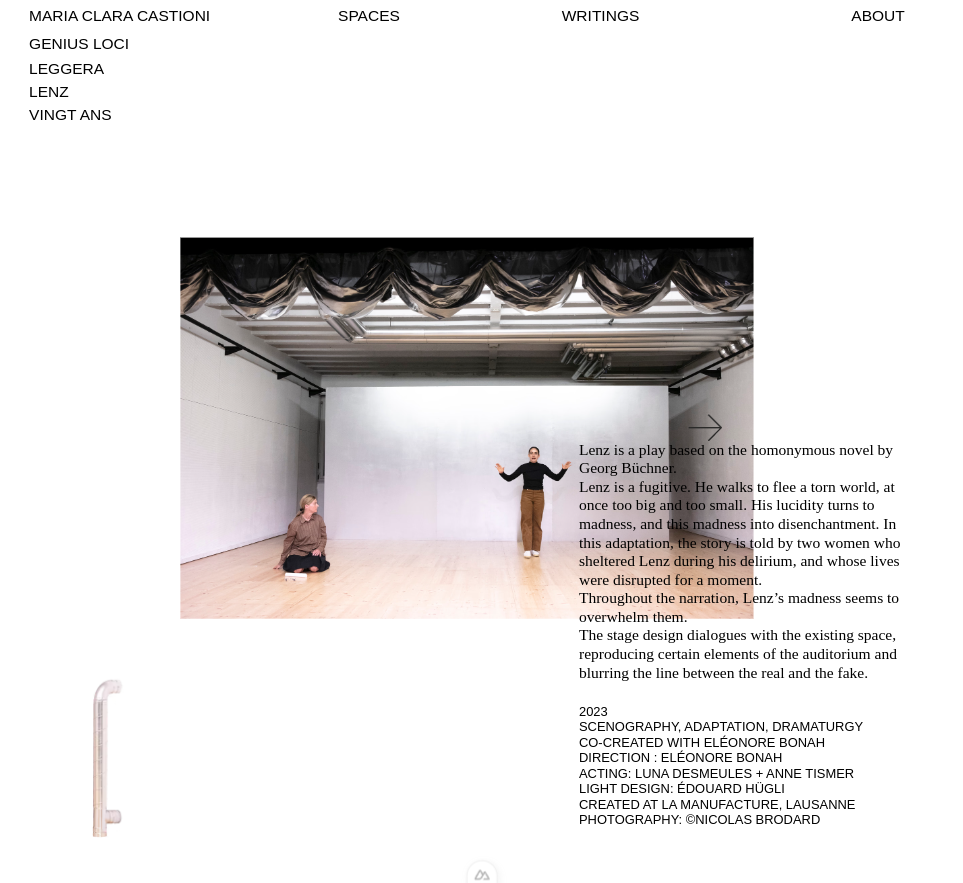 MARIA CLARA CASTIONI
SPACES
WRITINGS
ABOUT
GENIUS LOCI
LEGGERA
LENZ
VINGT ANS
Lenz is a play based on the homonymous novel by
Georg Büchner.
Lenz is a fugitive. He walks to flee a torn world, at
once too big and too small. His lucidity turns to
madness, and this madness into disenchantment. In
this adaptation, the story is told by two women who
sheltered Lenz during his delirium, and whose lives
were disrupted for a moment.
Throughout the narration, Lenz’s madness seems to
overwhelm them.
The stage design dialogues with the existing space,
reproducing certain elements of the auditorium and
blurring the line between the real and the fake.
2023
SCENOGRAPHY, ADAPTATION, DRAMATURGY
CO-CREATED WITH ELÉONORE BONAH
DIRECTION : ELÉONORE BONAH
ACTING: LUNA DESMEULES + ANNE TISMER
LIGHT DESIGN: ÉDOUARD HÜGLI
CREATED AT LA MANUFACTURE, LAUSANNE
PHOTOGRAPHY: ©NICOLAS BRODARD